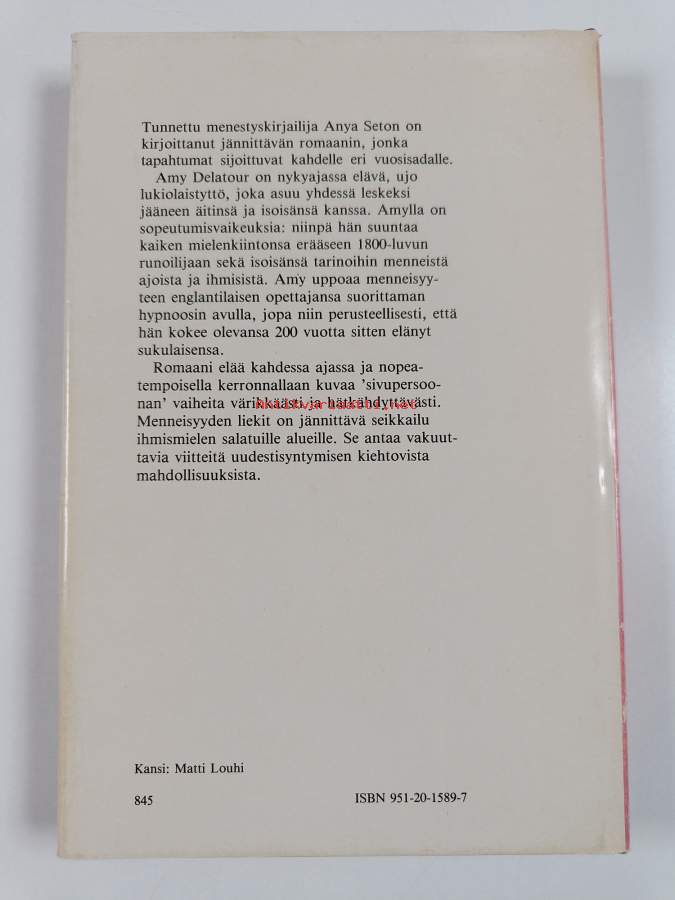 Tunnettu menestyskirjailija Anya Seton on
kirjoittanut jännittävän romaanin, jonka
tapahtumat sijoittuvat kahdelle eri vuosisadalle.
Amy Delatour on nykyajassa elävä, ujo
lukiolaistyttö, joka asuu yhdessä leskeksi
jääneen äitinsä ja isoisänsä kanssa. Amylla on
sopeutumisvaikeuksia: niinpä hän suuntaa
kaiken mielenkiintonsa erääseen 1800-luvun
runoilijaan sekä isoisänsä tarinoihin menneistä
ajoista ja ihmisistä. Amy uppoaa menneisyy-
teen englantilaisen opettajansa suorittaman
hypnoosin avulla, jopa niin perusteellisesti, että
hän kokee olevansa 200 vuotta sitten elänyt
sukulaisensa.
Romaani elää kahdessa ajassa ja nopea-
tempoisella kerronnallaan kuvaa 'sivupersoo-
nan' vaiheita värikkäästi ja hätkähdyttävästi.
Antikvariaatti.net
Menneisyyden liekit on jännittävä seikkailu
ihmismielen salatuille alueille. Se antaa vakuut-
tavia viitteitä uudestisyntymisen kiehtovista
mahdollisuuksista.
Kansi: Matti Louhi
845
ISBN 951-20-1589-7